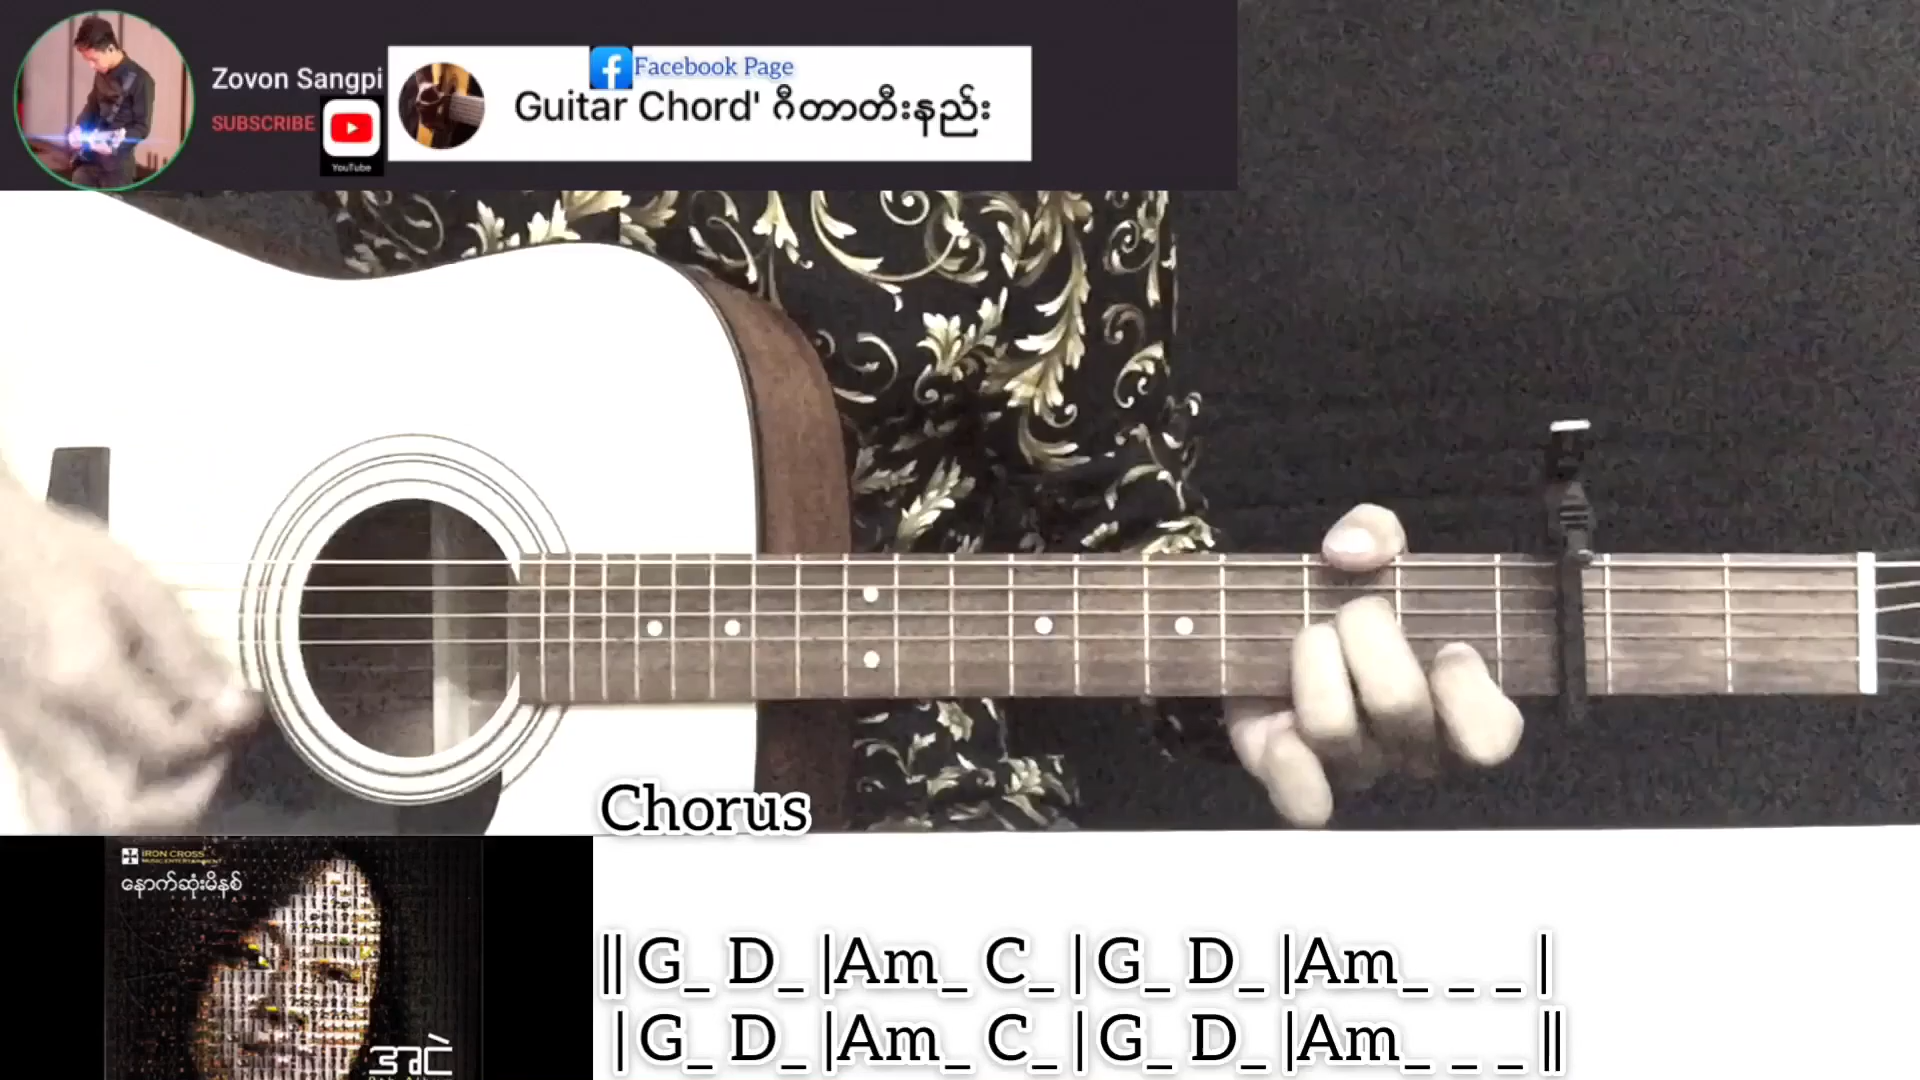 Zovon Sangpi
SUBSCRIBE
YouTube
Facebook Page
Guitar Chord' ဂီတာတီးနည်း
Chorus
IRON CROSS
MUSIC ENTERTAINMENT
နောက်ဆုံးမိနစ်
အငဲ
|| G_ D_ |Am_ C_ | G_ D_ |Am_ _ _ |
| G_ D_ |Am_ C_ | G_ D_ |Am_ _ _ ||